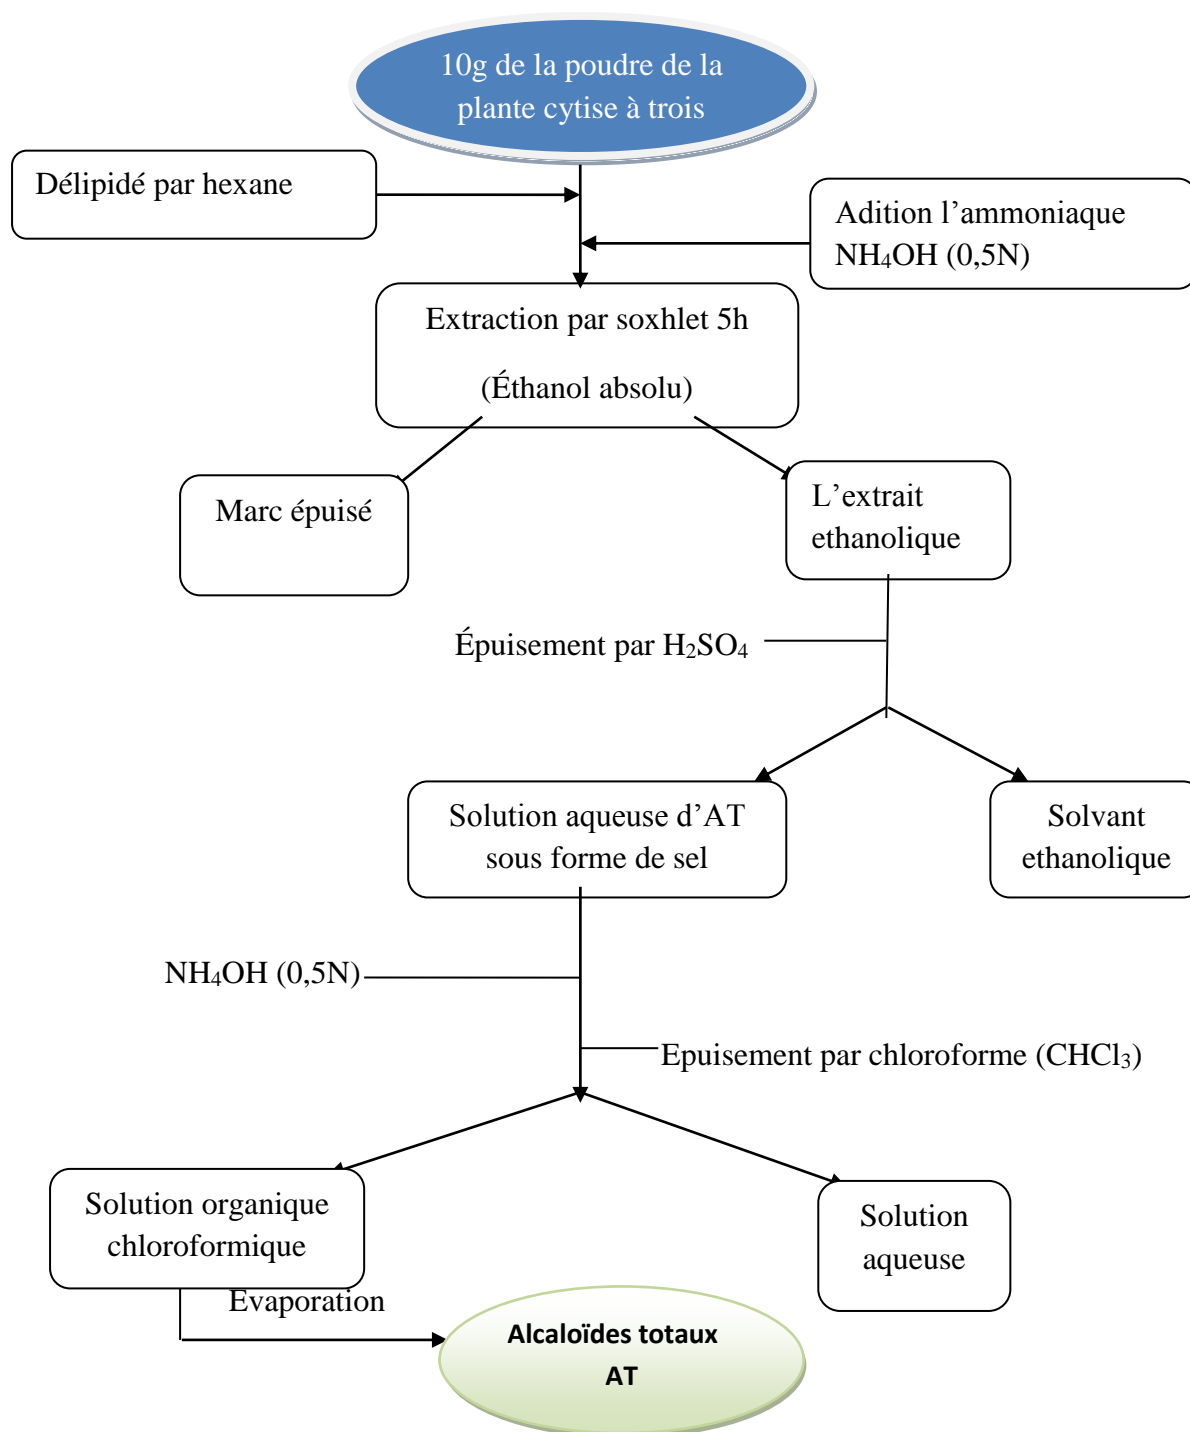 10g de la poudre de la
plante cytise à trois
Délipidé par hexane
Adition l’ammoniaque
NH₄OH (0,5N)
Extraction par soxhlet 5h
(Éthanol absolu)
Marc épuisé
L’extrait
ethanolique
Épuisement par H₂SO₄
Solution aqueuse d’AT
sous forme de sel
Solvant
ethanolique
NH₄OH (0,5N)
Epuisement par chloroforme (CHCl₃)
Solution organique
chloroformique
Solution
aqueuse
Evaporation
Alcaloïdes totaux
AT